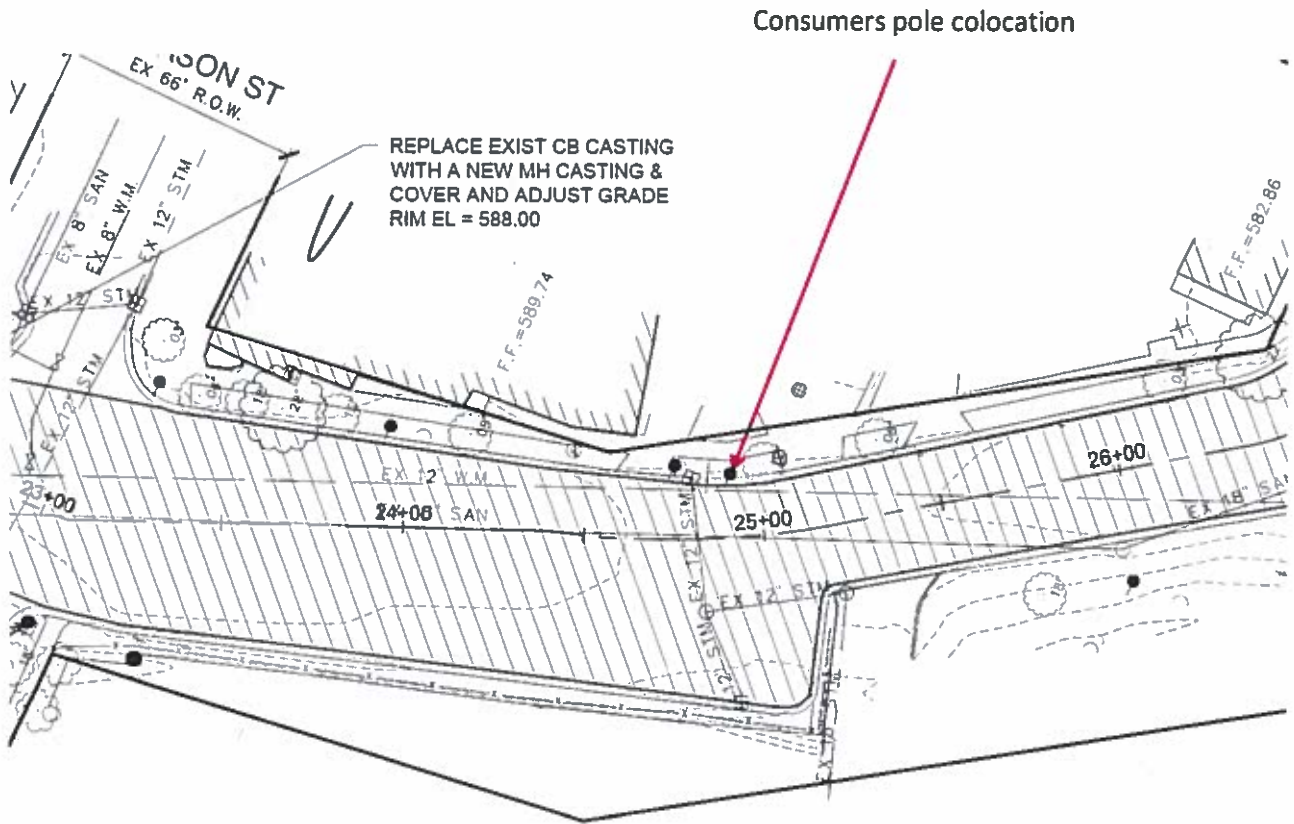 Consumers pole colocation
SON ST
EX 66' R.O.W.
REPLACE EXIST CB CASTING
WITH A NEW MH CASTING &
COVER AND ADJUST GRADE
RIM EL = 588.00
EX 8" SAN
EX 8" W.M.
EX 12" STM
EX 12" STM
EX 12" STM
F.F.=589.74
F.F.=582.86
EX 12" W.M.
23+00
SAN
25+00
26+00
EX 18" SAN
EX 12" STM
EX 12" STM
12" STM
18"